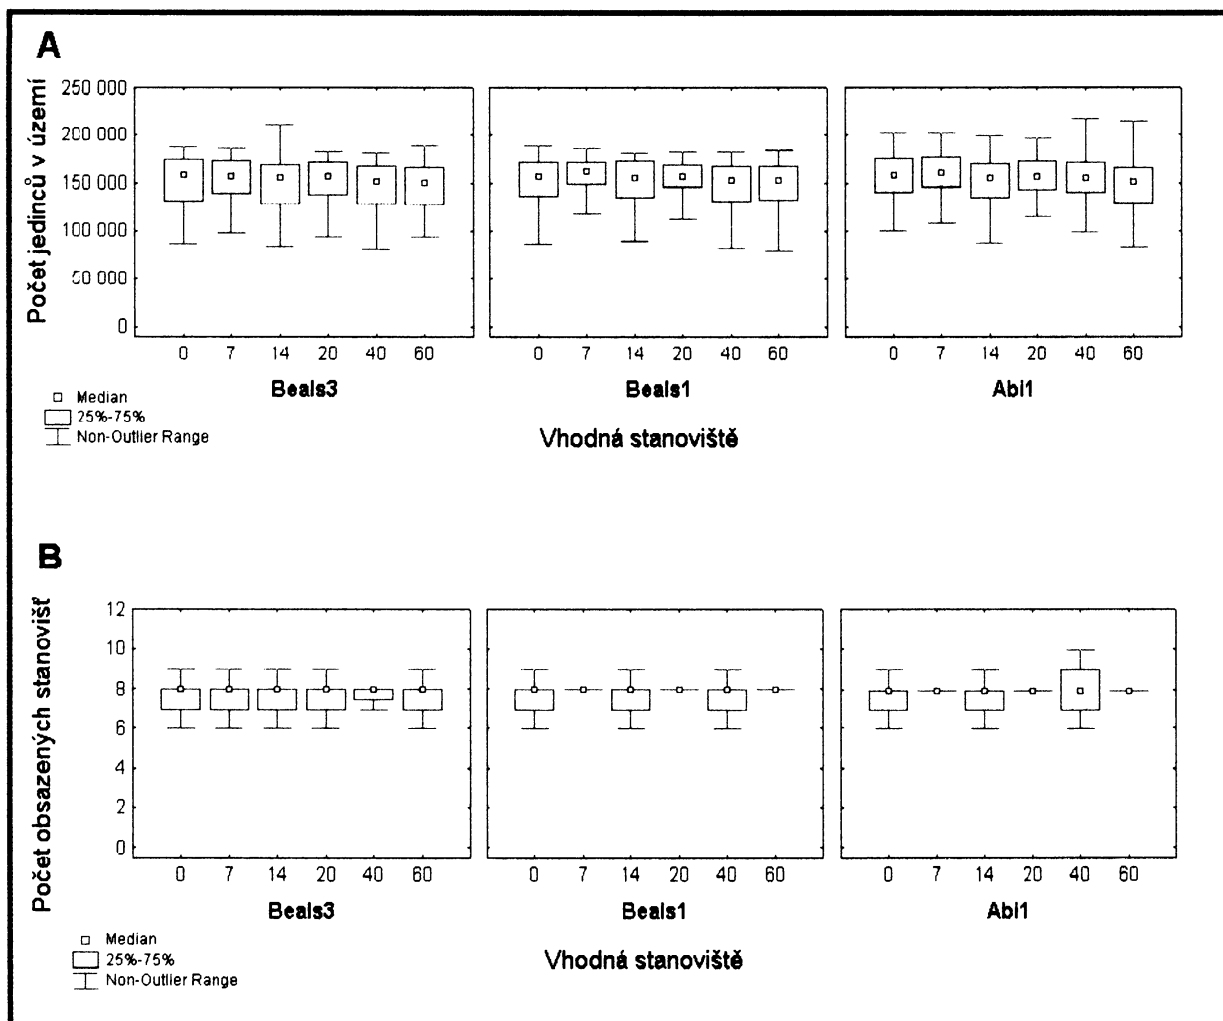 A
Počet jedinců v území
250 000
200 000
150 000
100 000
50 000
0
0 7 14 20 40 60
0 7 14 20 40 60
0 7 14 20 40 60
Beals3
Beals1
Abl1
Median
25%-75%
Non-Outlier Range
Vhodná stanoviště
B
Počet obsazených stanovišť
12
10
8
6
4
2
0
0 7 14 20 40 60
0 7 14 20 40 60
0 7 14 20 40 60
Beals3
Beals1
Abl1
Median
25%-75%
Non-Outlier Range
Vhodná stanoviště